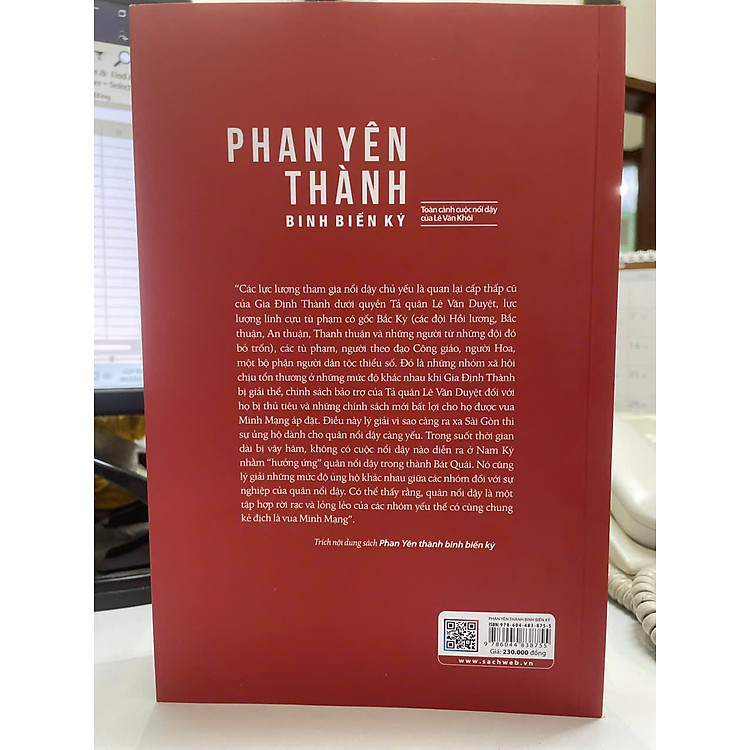 PHAN YÊN
THÀNH
BINH BIẾN KÝ
Toàn cảnh cuộc nổi dậy
của Lê Văn Khôi
“Các lực lượng tham gia nổi dậy chủ yếu là quan lại cấp thấp cũ
của Gia Định Thành dưới quyền Tả quân Lê Văn Duyệt, lực
lượng lính cựu tù phạm có gốc Bắc Kỳ (các đội Hồi lương, Bắc
thuận, An thuận, Thanh thuận và những người từ những đội đó
bỏ trốn), các tù phạm, người theo đạo Công giáo, người Hoa,
một bộ phận người dân tộc thiểu số. Đó là những nhóm xã hội
chịu tổn thương ở những mức độ khác nhau khi Gia Định Thành
bị giải thể, chính sách bảo trợ của Tả quân Lê Văn Duyệt đối với
họ bị thủ tiêu và những chính sách mới bất lợi cho họ được vua
Minh Mạng áp đặt. Điều này lý giải vì sao càng ra xa Sài Gòn thì
sự ủng hộ dành cho quân nổi dậy càng yếu. Trong suốt thời gian
dài bị vây hãm, không có cuộc nổi dậy nào diễn ra ở Nam Kỳ
nhằm “hưởng ứng” quân nổi dậy trong thành Bát Quái. Nó cũng
lý giải những mức độ ủng hộ khác nhau giữa các nhóm đối với sự
nghiệp của quân nổi dậy. Có thể thấy rằng, quân nổi dậy là một
tập hợp rời rạc và lỏng lẻo của các nhóm yếu thế có cùng chung
kẻ địch là vua Minh Mạng”.
Trích nội dung sách Phan Yên thành binh biến ký
PHAN YÊN THÀNH BINH BIẾN KÝ
ISBN: 978-604-483-875-5
9 786044 838755
Giá: 230.000 đồng
www.sachweb.vn